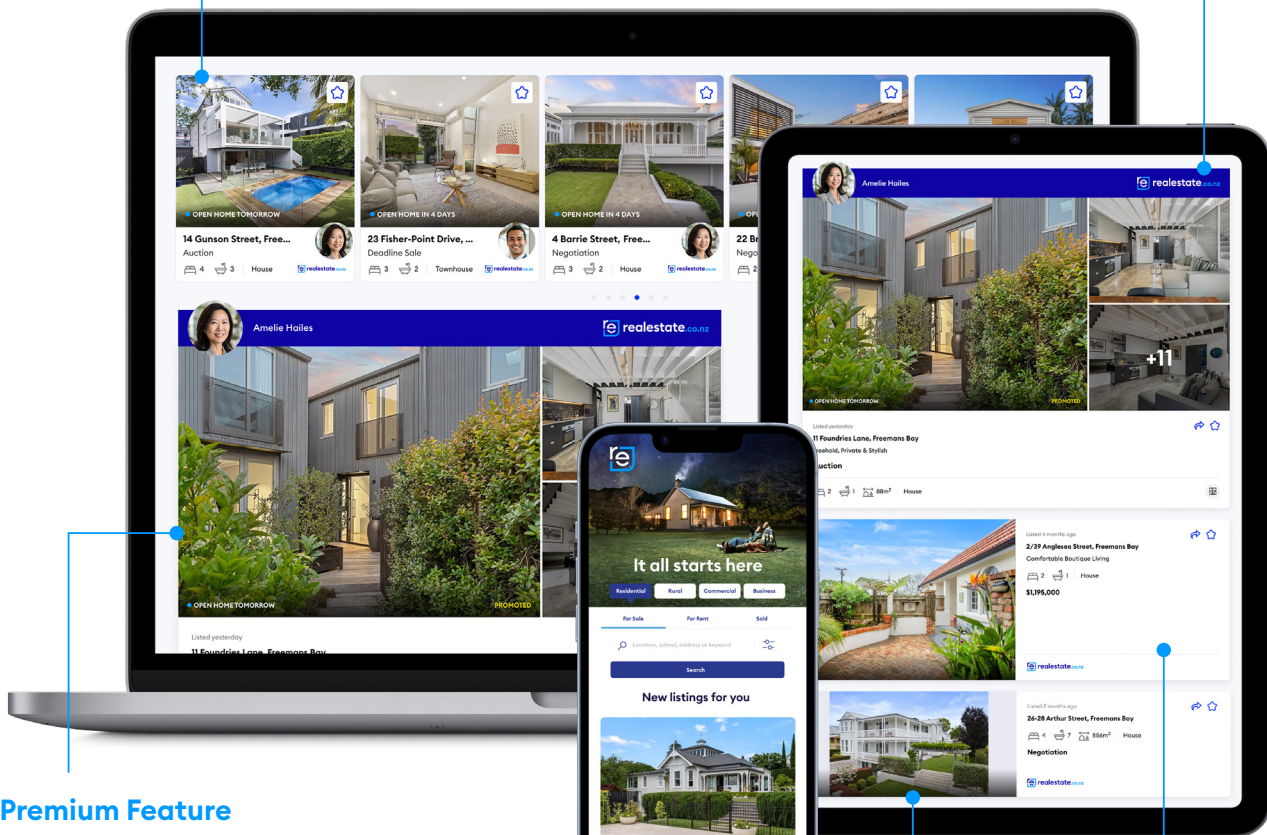 OPEN HOME TOMORROW
14 Gunson Street, Free...
Auction
4 3 House
realestate.co.nz
OPEN HOME IN 4 DAYS
23 Fisher-Point Drive, ...
Deadline Sale
3 2 Townhouse
realestate.co.nz
OPEN HOME IN 4 DAYS
4 Barrie Street, Free...
Negotiation
3 2 House
realestate.co.nz
OPE
22 Br
Nego
2
Amelie Hailes
re realestate.co.nz
OPEN HOME TOMORROW
PROMOTED
Listed yesterday
11 Foundries Lane, Freemans Bay
re
It all starts here
Residential Rural Commercial Business
For Sale For Rent Sold
Location, school, address or keyword
Search
New listings for you
Amelie Hailes
re realestate.co.nz
+11
OPEN HOME TOMORROW
PROMOTED
Listed yesterday
11 Foundries Lane, Freemans Bay
eehold, Private & Stylish
uction
2 1 88m² House
Listed 4 months ago
2/39 Anglesea Street, Freemans Bay
Comfortable Boutique Living
2 1 House
$1,195,000
realestate.co.nz
Listed 2 months ago
26-28 Arthur Street, Freemans Bay
4 7 856m² House
Negotiation
realestate.co.nz
Premium Feature